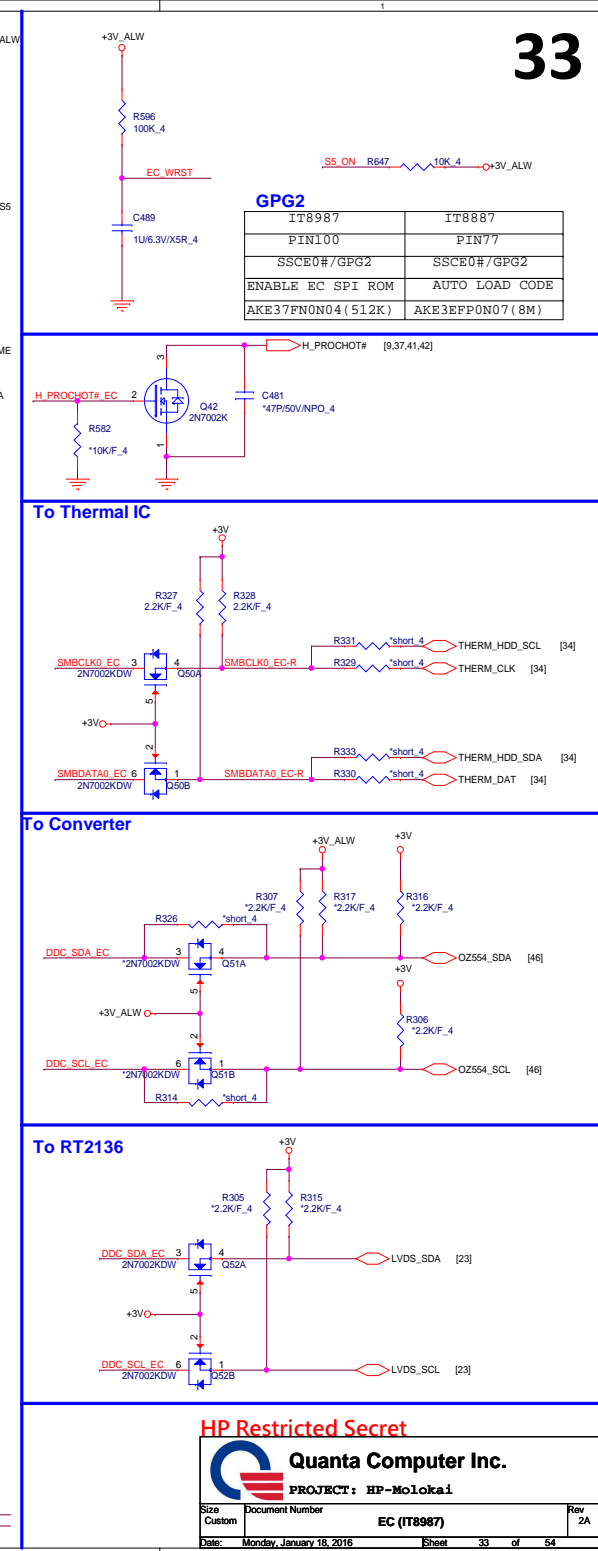 1
ALW
+3V_ALW
33
R596
100K_4
EC_WRST
S5_ON R647 10K_4 +3V_ALW
S5
C489
1U/6.3V/X5R_4
GPG2
IT8987 IT8887
PIN100 PIN77
SSCE0#/GPG2 SSCE0#/GPG2
ENABLE EC SPI ROM AUTO LOAD CODE
AKE37FN0N04(512K) AKE3EFP0N07(8M)
ME
H_PROCHOT# [9,37,41,42]
3
A
H_PROCHOT#_EC 2
Q42
2N7002K
C481
*47P/50V/NPO_4
R582
*10K/F_4
1
To Thermal IC
+3V
R327
2.2K/F_4
R328
2.2K/F_4
R331 *short_4 THERM_HDD_SCL [34]
SMBCLK0_EC 3 4 SMBCLK0_EC-R R329 *short_4 THERM_CLK [34]
2N7002KDW Q50A
5
+3V
2
R333 *short_4 THERM_HDD_SDA [34]
SMBDATA0_EC 6 1 SMBDATA0_EC-R R330 *short_4 THERM_DAT [34]
2N7002KDW Q50B
To Converter
+3V_ALW +3V
R307
*2.2K/F_4
R317
*2.2K/F_4
R316
*2.2K/F_4
R326 *short_4
DDC_SDA_EC 3 4 OZ554_SDA [46]
*2N7002KDW Q51A
+3V
5
+3V_ALW
R306
*2.2K/F_4
2
DDC_SCL_EC 6 1 OZ554_SCL [46]
*2N7002KDW Q51B
R314 *short_4
To RT2136
+3V
R305
*2.2K/F_4
R315
*2.2K/F_4
DDC_SDA_EC 3 4 LVDS_SDA [23]
2N7002KDW Q52A
5
+3V
2
DDC_SCL_EC 6 1 LVDS_SCL [23]
2N7002KDW Q52B
HP Restricted Secret
Quanta Computer Inc.
PROJECT: HP-Molokai
Size Document Number Rev
Custom EC (IT8987) 2A
Date: Monday, January 18, 2016 Sheet 33 of 54